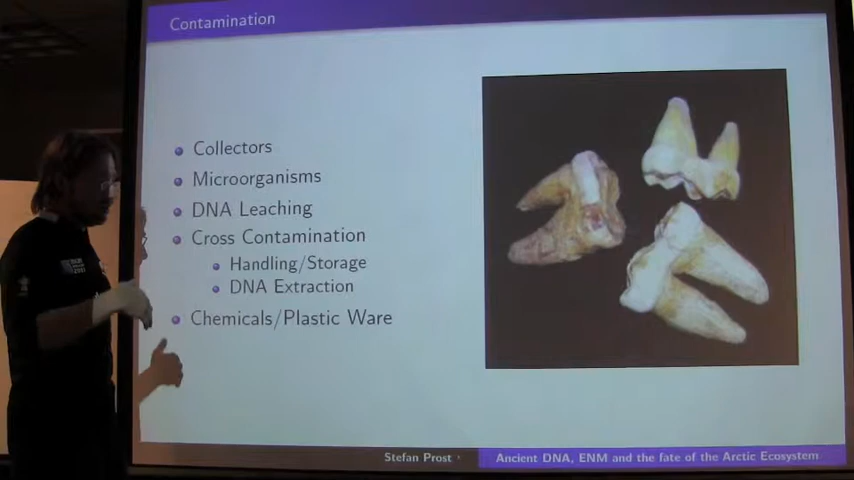 Contamination
Collectors
Microorganisms
DNA Leaching
Cross Contamination
Handling/Storage
DNA Extraction
Chemicals/Plastic Ware
Stefan Prost
Ancient DNA, ENM and the fate of the Arctic Ecosystem